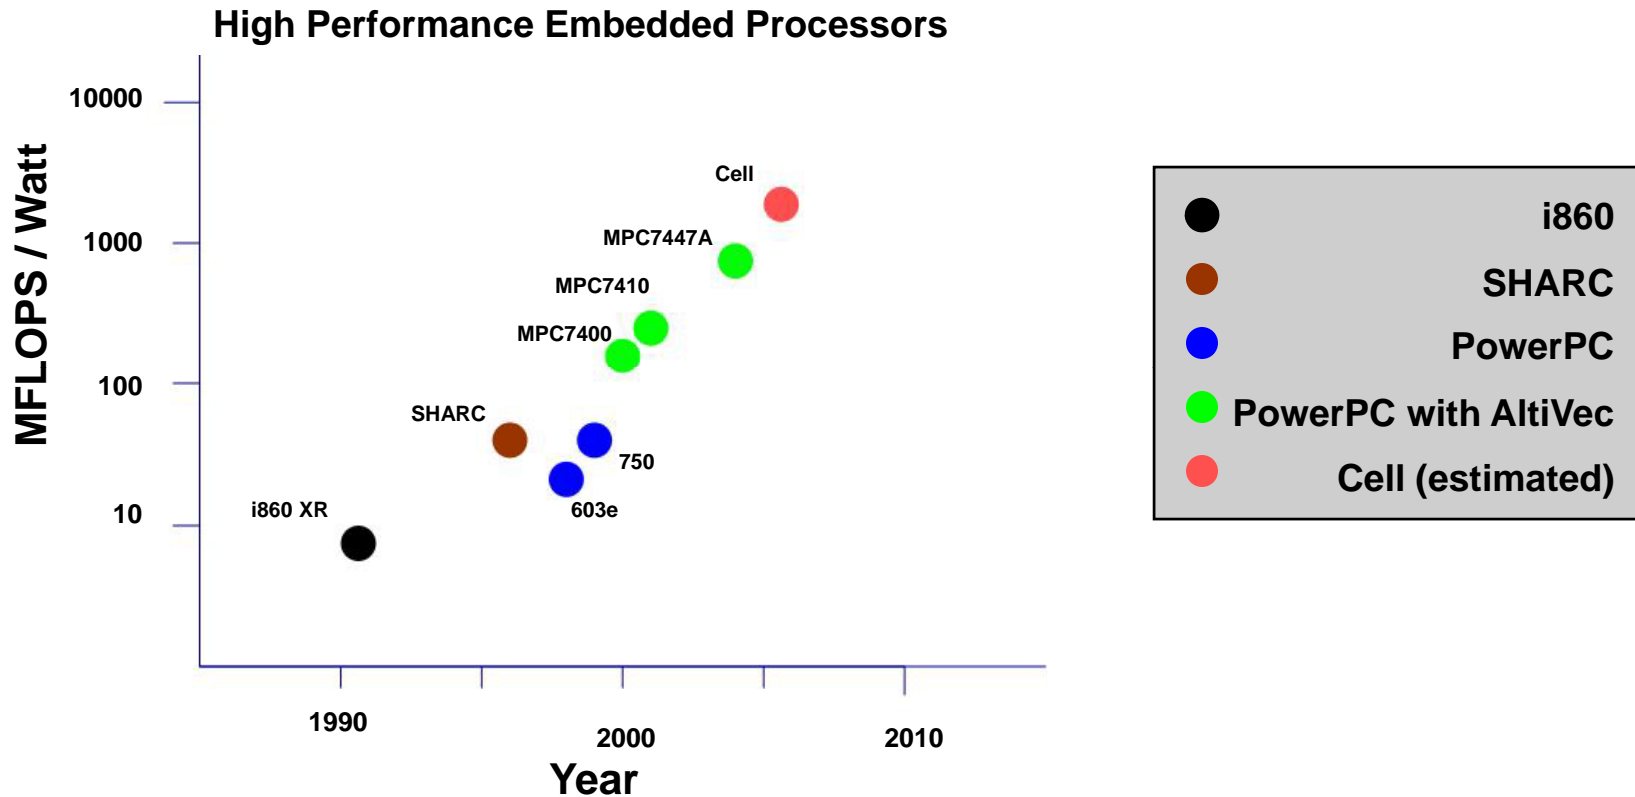 High Performance Embedded Processors
10000
1000
100
10
MFLOPS / Watt
Cell
MPC7447A
MPC7410
MPC7400
SHARC
750
603e
i860 XR
1990
2000
2010
Year
i860
SHARC
PowerPC
PowerPC with AltiVec
Cell (estimated)